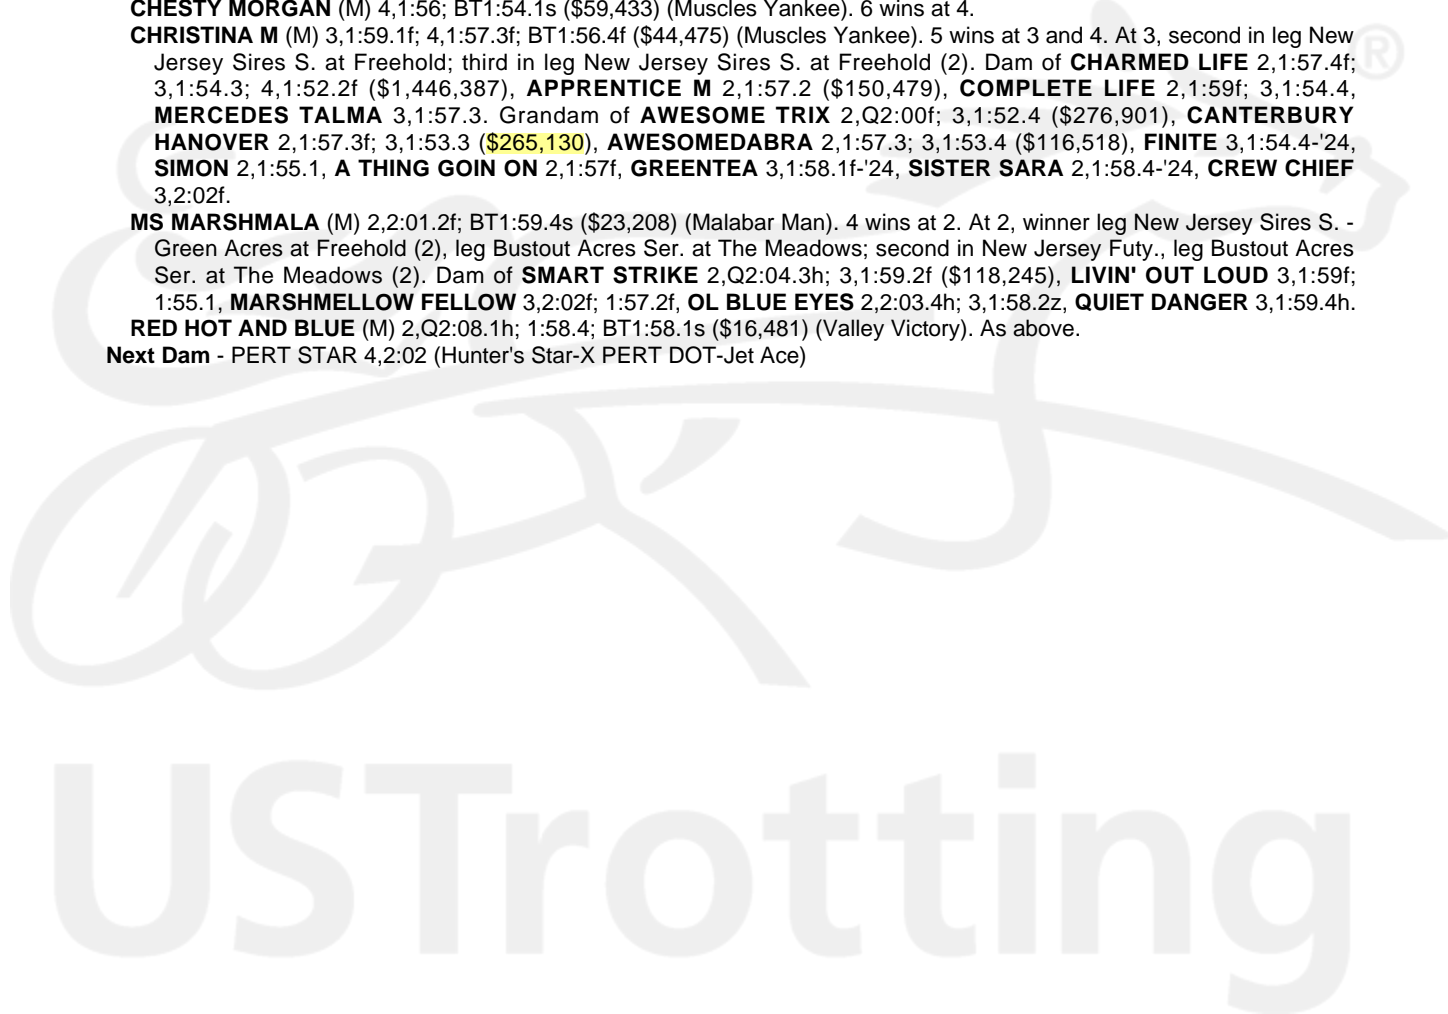 CHESTY MORGAN (M) 4,1:56; BT1:54.1s ($59,433) (Muscles Yankee). 6 wins at 4.
CHRISTINA M (M) 3,1:59.1f; 4,1:57.3f; BT1:56.4f ($44,475) (Muscles Yankee). 5 wins at 3 and 4. At 3, second in leg New
Jersey Sires S. at Freehold; third in leg New Jersey Sires S. at Freehold (2). Dam of CHARMED LIFE 2,1:57.4f;
3,1:54.3; 4,1:52.2f ($1,446,387), APPRENTICE M 2,1:57.2 ($150,479), COMPLETE LIFE 2,1:59f; 3,1:54.4,
MERCEDES TALMA 3,1:57.3. Grandam of AWESOME TRIX 2,Q2:00f; 3,1:52.4 ($276,901), CANTERBURY
HANOVER 2,1:57.3f; 3,1:53.3 ($265,130), AWESOMEDABRA 2,1:57.3; 3,1:53.4 ($116,518), FINITE 3,1:54.4-'24,
SIMON 2,1:55.1, A THING GOIN ON 2,1:57f, GREENTEA 3,1:58.1f-'24, SISTER SARA 2,1:58.4-'24, CREW CHIEF
3,2:02f.
MS MARSHMALA (M) 2,2:01.2f; BT1:59.4s ($23,208) (Malabar Man). 4 wins at 2. At 2, winner leg New Jersey Sires S. -
Green Acres at Freehold (2), leg Bustout Acres Ser. at The Meadows; second in New Jersey Futy., leg Bustout Acres
Ser. at The Meadows (2). Dam of SMART STRIKE 2,Q2:04.3h; 3,1:59.2f ($118,245), LIVIN' OUT LOUD 3,1:59f;
1:55.1, MARSHMELLOW FELLOW 3,2:02f; 1:57.2f, OL BLUE EYES 2,2:03.4h; 3,1:58.2z, QUIET DANGER 3,1:59.4h.
RED HOT AND BLUE (M) 2,Q2:08.1h; 1:58.4; BT1:58.1s ($16,481) (Valley Victory). As above.
Next Dam - PERT STAR 4,2:02 (Hunter's Star-X PERT DOT-Jet Ace)
®
USTrotting